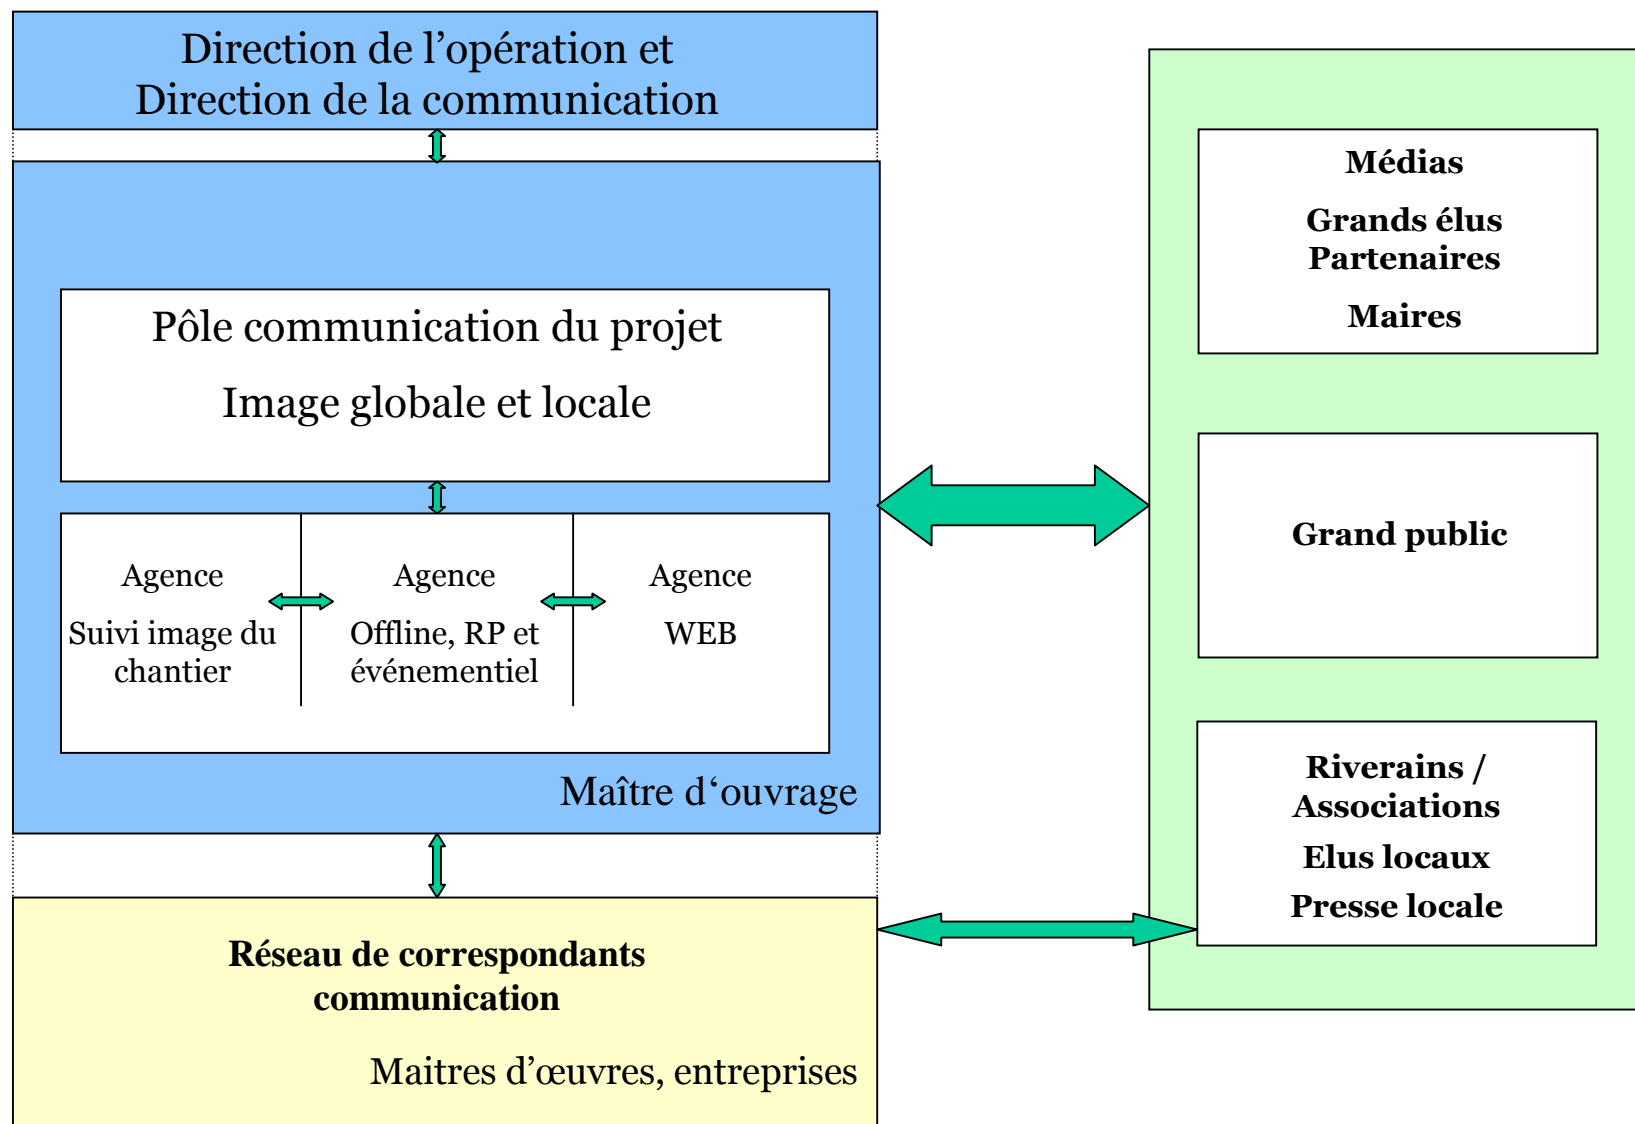 Direction de l’opération et
Direction de la communication
Pôle communication du projet
Image globale et locale
Agence
Suivi image du
chantier
Agence
Offline, RP et
événementiel
Agence
WEB
Maître d‘ouvrage
Réseau de correspondants
communication
Maitres d’œuvres, entreprises
Médias
Grands élus
Partenaires
Maires
Grand public
Riverains /
Associations
Elus locaux
Presse locale